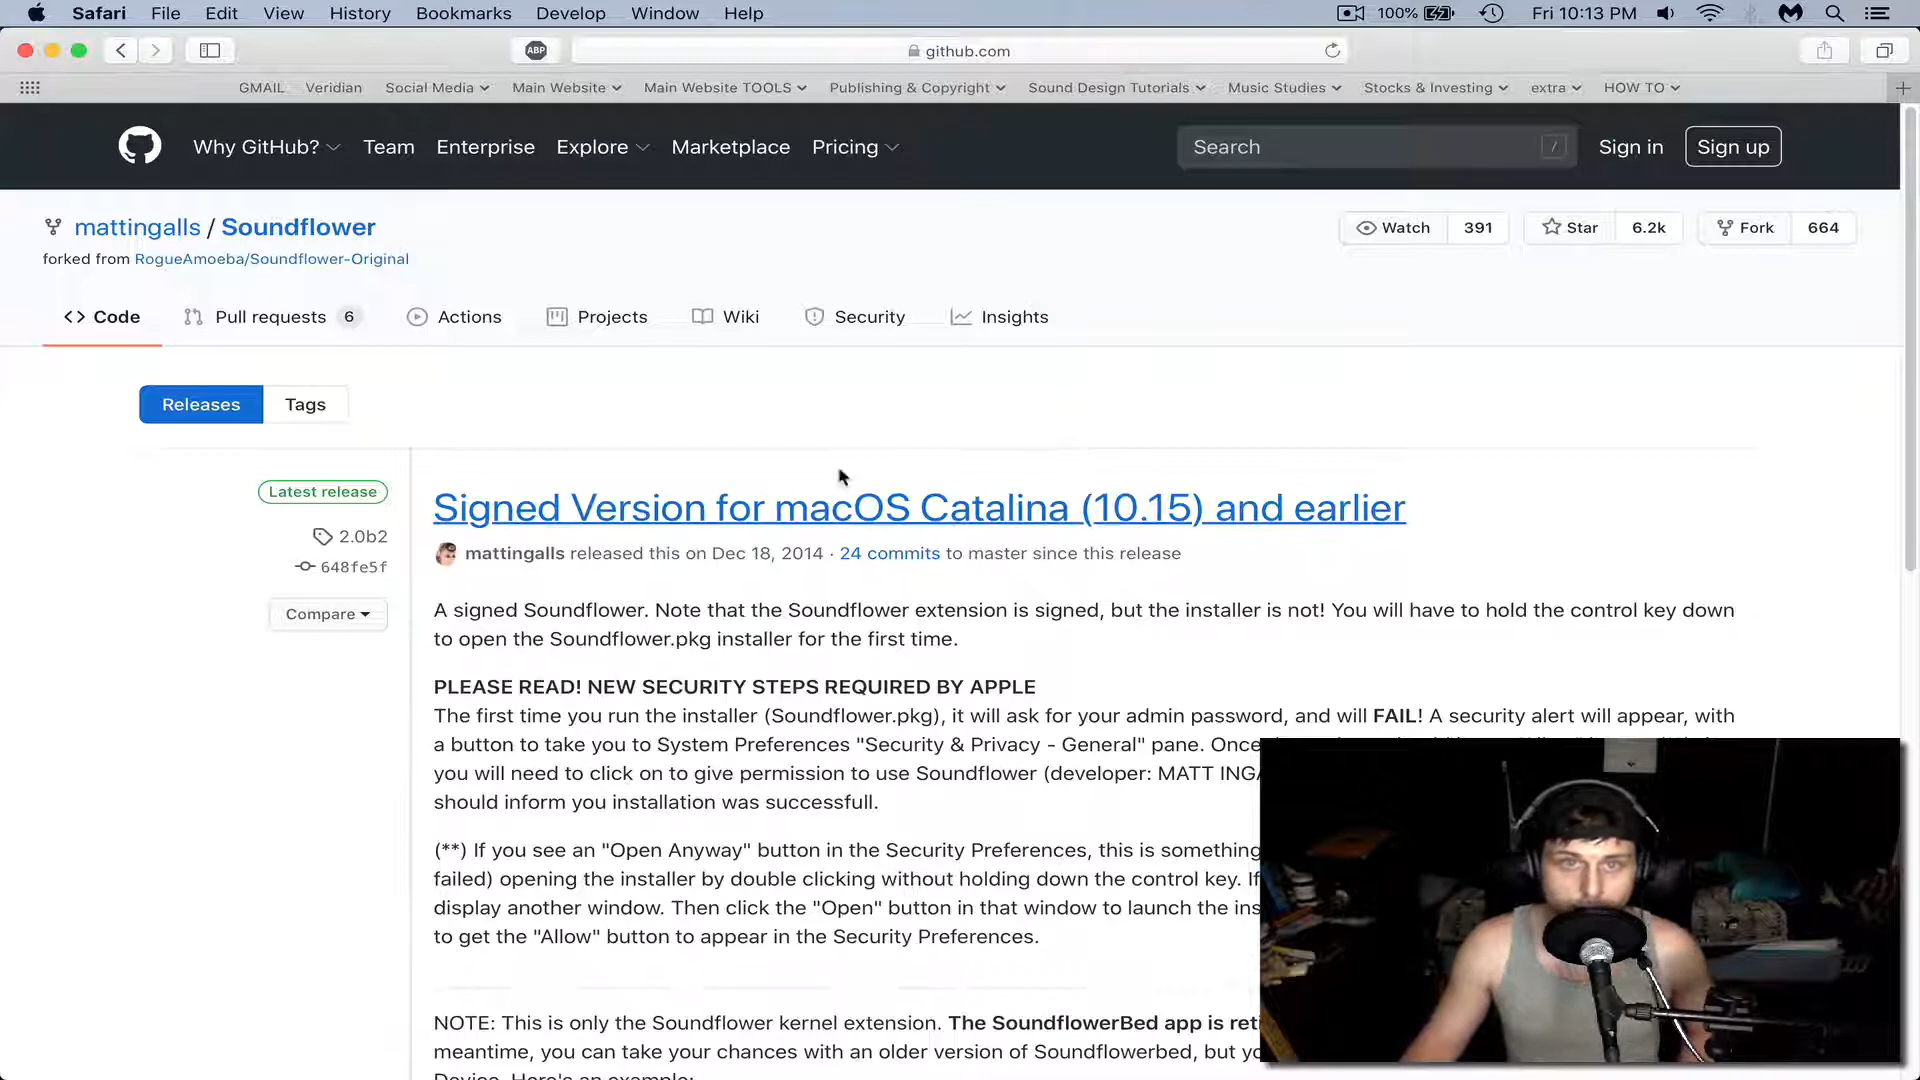 Safari File Edit View History Bookmarks Develop Window Help 100% Fri 10:13 PM
ABP github.com
GMAIL Veridian Social Media Main Website Main Website TOOLS Publishing & Copyright Sound Design Tutorials Music Studies Stocks & Investing extra HOW TO
Why GitHub? Team Enterprise Explore Marketplace Pricing Search / Sign in Sign up
mattingalls / Soundflower Watch 391 Star 6.2k Fork 664
forked from RogueAmoeba/Soundflower-Original
<> Code Pull requests 6 Actions Projects Wiki Security Insights
Releases Tags
Latest release
2.0b2
648fe5f
Compare
Signed Version for macOS Catalina (10.15) and earlier
mattingalls released this on Dec 18, 2014 · 24 commits to master since this release
A signed Soundflower. Note that the Soundflower extension is signed, but the installer is not! You will have to hold the control key down
to open the Soundflower.pkg installer for the first time.
PLEASE READ! NEW SECURITY STEPS REQUIRED BY APPLE
The first time you run the installer (Soundflower.pkg), it will ask for your admin password, and will FAIL! A security alert will appear, with
a button to take you to System Preferences "Security & Privacy - General" pane. Once
you will need to click on to give permission to use Soundflower (developer: MATT
should inform you installation was successfull.
(**) If you see an "Open Anyway" button in the Security Preferences, this is something
failed) opening the installer by double clicking without holding down the control key. If
display another window. Then click the "Open" button in that window to launch the
to get the "Allow" button to appear in the Security Preferences.
NOTE: This is only the Soundflower kernel extension. The SoundflowerBed app is
meantime, you can take your chances with an older version of Soundflowerbed, but
Device. Here's an example: